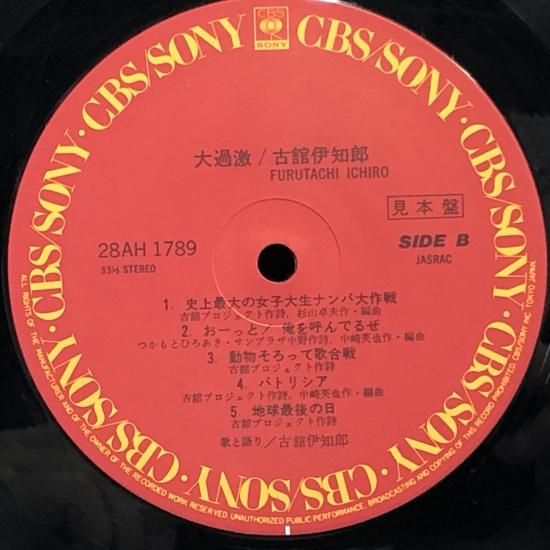 CBS
SONY
CBS/SONY · CBS/SONY · CBS/SONY · CBS/SONY · CBS/SONY · CBS/SONY · CBS/SONY · CBS/SONY
大過激/古舘伊知郎
FURUTACHI ICHIRO
見本盤
28AH 1789
33⅓ STEREO
SIDE B
JASRAC
1. 史上最大の女子大生ナンパ大作戦
古舘プロジェクト作詩、杉山卓夫作・編曲
2. おーっと! 俺を呼んでるぜ
つかもとひろあき・サンプラザ中野作詩、中崎英也作・編曲
3. 動物そろって歌合戦
古舘プロジェクト作詩
4. パトリシア
古舘プロジェクト作詩、中崎英也作・編曲
5. 地球最後の日
古舘プロジェクト作詩
歌と語り/古舘伊知郎
ALL RIGHTS OF THE MANUFACTURER AND OF THE OWNER OF THE RECORDED WORK RESERVED. UNAUTHORIZED PUBLIC PERFORMANCE, BROADCASTING AND COPYING OF THIS RECORD PROHIBITED CBS/SONY INC. TOKYO JAPAN.